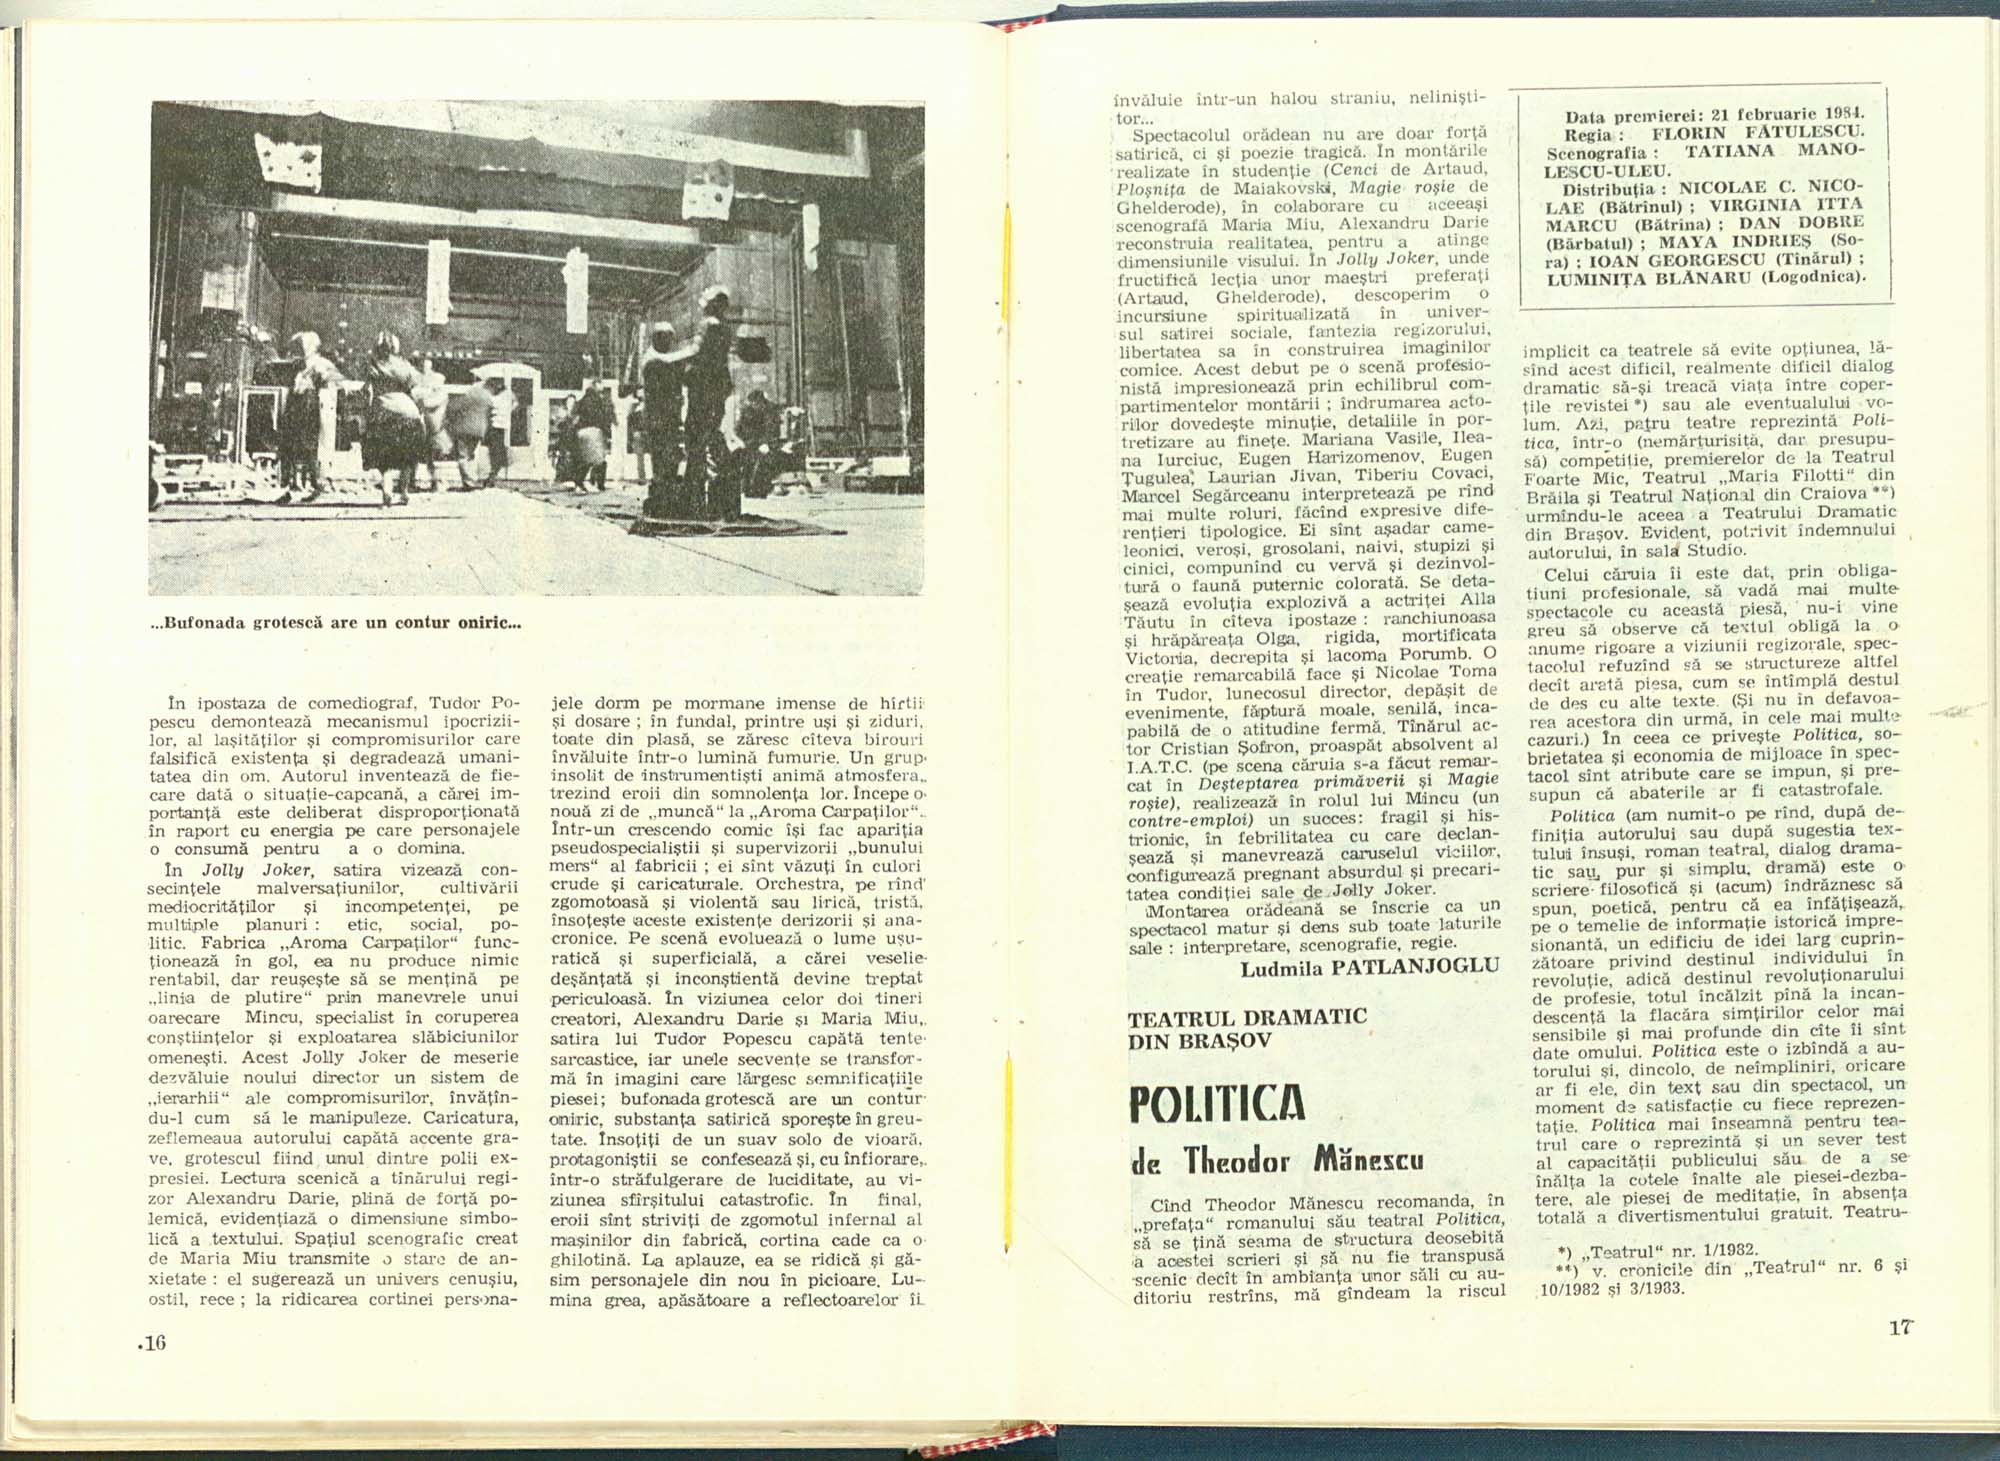 ...Bufonada grotescă are un contur oniric...
În ipostaza de comediograf, Tudor Po-
pescu demontează mecanismul ipocrizii-
lor, al lașităților și compromisurilor care
falsifică existența și degradează umani-
tatea din om. Autorul inventează de fie-
care dată o situație-capcană, a cărei im-
portanță este deliberat disproporționată
în raport cu energia pe care personajele
o consumă pentru a o domina.
În Jolly Joker, satira vizează con-
secințele malversațiunilor, cultivării
mediocrităților și incompetenței, pe
multiple planuri : etic, social, po-
litic. Fabrica „Aroma Carpaților“ func-
ționează în gol, ea nu produce nimic
rentabil, dar reușește să se mențină pe
„linia de plutire“ prin manevrele unui
oarecare Mincu, specialist în coruperea
conștiințelor și exploatarea slăbiciunilor
omenești. Acest Jolly Joker de meserie
dezvăluie noului director un sistem de
„ierarhii“ ale compromisurilor, învățîn-
du-l cum să le manipuleze. Caricatura,
zeflemeaua autorului capătă accente gra-
ve, grotescul fiind unul dintre polii ex-
presiei. Lectura scenică a tînărului regi-
zor Alexandru Darie, plină de forță po-
lemică, evidențiază o dimensiune simbo-
lică a textului. Spațiul scenografic creat
de Maria Miu transmite o stare de an-
xietate : el sugerează un univers cenușiu,
ostil, rece ; la ridicarea cortinei persona-
jele dorm pe mormane imense de hîrtii
și dosare ; în fundal, printre uși și ziduri,
toate din plasă, se zăresc cîteva birouri
învăluite într-o lumină fumurie. Un grup
insolit de instrumentiști animă atmosfera,
trezind eroii din somnolența lor. Începe o
nouă zi de „muncă“ la „Aroma Carpaților“.
Într-un crescendo comic își fac apariția
pseudospecialiștii și supervizorii „bunului
mers“ al fabricii ; ei sînt văzuți în culori
crude și caricaturale. Orchestra, pe rînd
zgomotoasă și violentă sau lirică, tristă,
însoțește aceste existențe derizorii și ana-
cronice. Pe scenă evoluează o lume ușu-
ratică și superficială, a cărei veselie
deșănțată și inconștientă devine treptat
periculoasă. În viziunea celor doi tineri
creatori, Alexandru Darie și Maria Miu,
satira lui Tudor Popescu capătă tente
sarcastice, iar unele secvențe se transfor-
mă în imagini care lărgesc semnificațiile
piesei; bufonada grotescă are un contur
oniric, substanța satirică sporește în greu-
tate. Însoțiți de un suav solo de vioară,
protagoniștii se confesează și, cu înfiorare,
într-o străfulgerare de luciditate, au vi-
ziunea sfîrșitului catastrofic. În final,
eroii sînt striviți de zgomotul infernal al
mașinilor din fabrică, cortina cade ca o
ghilotină. La aplauze, ea se ridică și gă-
sim personajele din nou în picioare. Lu-
mina grea, apăsătoare a reflectoarelor îi
16
învăluie într-un halou straniu, neliniști-
tor...
Spectacolul orădean nu are doar forță
satirică, ci și poezie tragică. În montările
realizate în studenție (Cenci de Artaud,
Ploșnița de Maiakovski, Magie roșie de
Ghelderode), în colaborare cu aceeași
scenografă Maria Miu, Alexandru Darie
reconstruia realitatea, pentru a atinge
dimensiunile visului. În Jolly Joker, unde
fructifică lecția unor maeștri preferați
(Artaud, Ghelderode), descoperim o
incursiune spiritualizată în univer-
sul satirei sociale, fantezia regizorului,
libertatea sa în construirea imaginilor
comice. Acest debut pe o scenă profesio-
nistă impresionează prin echilibrul com-
partimentelor montării ; îndrumarea acto-
rilor dovedește minuție, detaliile în por-
tretizare au finețe. Mariana Vasile, Ilea-
na Iurciuc, Eugen Harizomenov, Eugen
Țugulea, Laurian Jivan, Tiberiu Covaci,
Marcel Segărceanu interpretează pe rînd
mai multe roluri, făcînd expresive dife-
rențieri tipologice. Ei sînt așadar came-
leonici, veroși, grosolani, naivi, stupizi și
cinici, compunînd cu vervă și dezinvol-
tură o faună puternic colorată. Se deta-
șează evoluția explozivă a actriței Alla
Tăutu în cîteva ipostaze : ranchiunoasa
și hrăpăreața Olga, rigida, mortificata
Victoria, decrepita și lacoma Porumb. O
creație remarcabilă face și Nicolae Toma
în Tudor, lunecosul director, depășit de
evenimente, făptură moale, senilă, inca-
pabilă de o atitudine fermă. Tînărul ac-
tor Cristian Șofron, proaspăt absolvent al
I.A.T.C. (pe scena căruia s-a făcut remar-
cat în Deșteptarea primăverii și Magie
roșie), realizează în rolul lui Mincu (un
contre-emploi) un succes: fragil și his-
trionic, în febrilitatea cu care declan-
șează și manevrează caruselul viciilor,
configurează pregnant absurdul și precari-
tatea condiției sale de Jolly Joker.
Montarea orădeană se înscrie ca un
spectacol matur și dens sub toate laturile
sale : interpretare, scenografie, regie.
Ludmila PATLANJOGLU
TEATRUL DRAMATIC
DIN BRAȘOV
POLITICA
de Theodor Mănescu
Cînd Theodor Mănescu recomanda, în
„prefața“ romanului său teatral Politica,
să se țină seama de structura deosebită
a acestei scrieri și să nu fie transpusă
scenic decît în ambianța unor săli cu au-
ditoriu restrîns, mă gîndeam la riscul
Data premierei: 21 februarie 1984.
Regia : FLORIN FĂTULESCU.
Scenografia : TATIANA MANO-
LESCU-ULEU.
Distribuția : NICOLAE C. NICO-
LAE (Bătrînul) ; VIRGINIA ITTA
MARCU (Bătrîna) ; DAN DOBRE
(Bărbatul) ; MAYA INDRIEȘ (So-
ra) ; IOAN GEORGESCU (Tînărul) ;
LUMINIȚA BLĂNARU (Logodnica).
implicit ca teatrele să evite opțiunea, lă-
sînd acest dificil, realmente dificil dialog
dramatic să-și treacă viața între coper-
țile revistei *) sau ale eventualului vo-
lum. Azi, patru teatre reprezintă Poli-
tica, într-o (nemărturisită, dar presupu-
să) competiție, premierelor de la Teatrul
Foarte Mic, Teatrul „Maria Filotti“ din
Brăila și Teatrul Național din Craiova **)
urmîndu-le aceea a Teatrului Dramatic
din Brașov. Evident, potrivit îndemnului
autorului, în sala Studio.
Celui căruia îi este dat, prin obliga-
țiuni profesionale, să vadă mai multe
spectacole cu această piesă, nu-i vine
greu să observe că textul obligă la o
anume rigoare a viziunii regizorale, spec-
tacolul refuzînd să se structureze altfel
decît arată piesa, cum se întîmplă destul
de des cu alte texte. (Și nu în defavoa-
rea acestora din urmă, în cele mai multe
cazuri.) În ceea ce privește Politica, so-
brietatea și economia de mijloace în spec-
tacol sînt atribute care se impun, și pre-
supun că abaterile ar fi catastrofale.
Politica (am numit-o pe rînd, după de-
finiția autorului sau după sugestia tex-
tului însuși, roman teatral, dialog drama-
tic sau, pur și simplu, dramă) este o
scriere filosofică și (acum) îndrăznesc să
spun, poetică, pentru că ea înfățișează,
pe o temelie de informație istorică impre-
sionantă, un edificiu de idei larg cuprin-
zătoare privind destinul individului în
revoluție, adică destinul revoluționarului
de profesie, totul încălzit pînă la incan-
descență la flacăra simțirilor celor mai
sensibile și mai profunde din cîte îi sînt
date omului. Politica este o izbîndă a au-
torului și, dincolo, de neîmpliniri, oricare
ar fi ele, din text sau din spectacol, un
moment de satisfacție cu fiece reprezen-
tație. Politica mai înseamnă pentru tea-
trul care o reprezintă și un sever test
al capacității publicului său de a se
înălța la cotele înalte ale piesei-dezba-
tere, ale piesei de meditație, în absența
totală a divertismentului gratuit. Teatru-
*) „Teatrul“ nr. 1/1982.
**) v. cronicile din „Teatrul“ nr. 6 și
10/1982 și 3/1983.
17